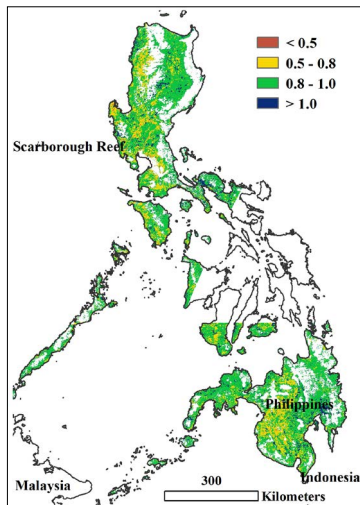 < 0.5
0.5 - 0.8
0.8 - 1.0
> 1.0
Scarborough Reef
Philippines
Indonesia
Malaysia
300
Kilometers